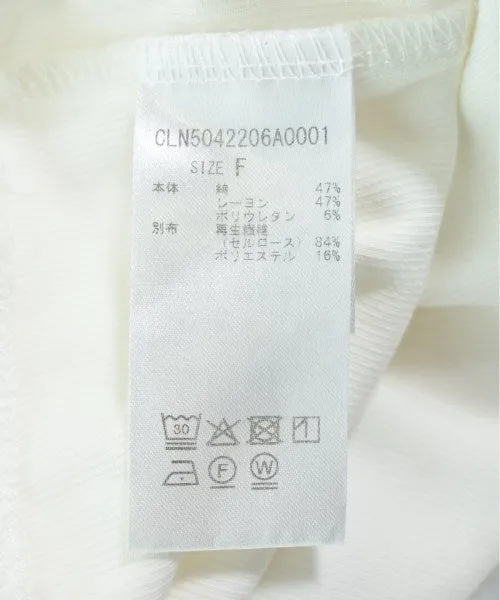 CLN5042206A0001
SIZE F
本体 綿 47%
レーヨン 47%
ポリウレタン 6%
別布 再生繊維
(セルロース) 84%
ポリエステル 16%
30
F W